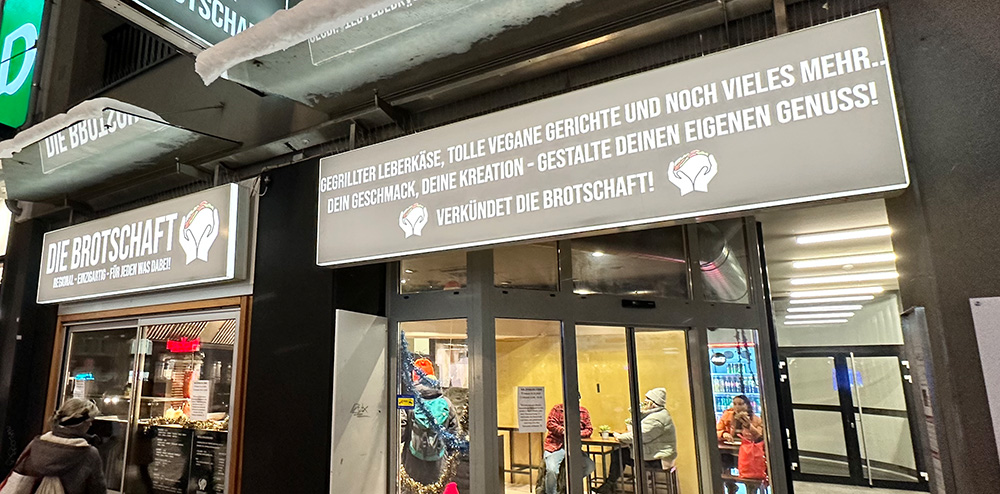 D
BROTSCHAFT
DIE BROTSCHAFT
GEGRILLTER LEBERKÄSE, TOLLE VEGANE GERICHTE UND NOCH VIELES MEHR..
DEIN GESCHMACK, DEINE KREATION - GESTALTE DEINEN EIGENEN GENUSS!
VERKÜNDET DIE BROTSCHAFT!
DIE BROTSCHAFT
REGIONAL - EINZIGARTIG - FÜR JEDEN WAS DABEI!